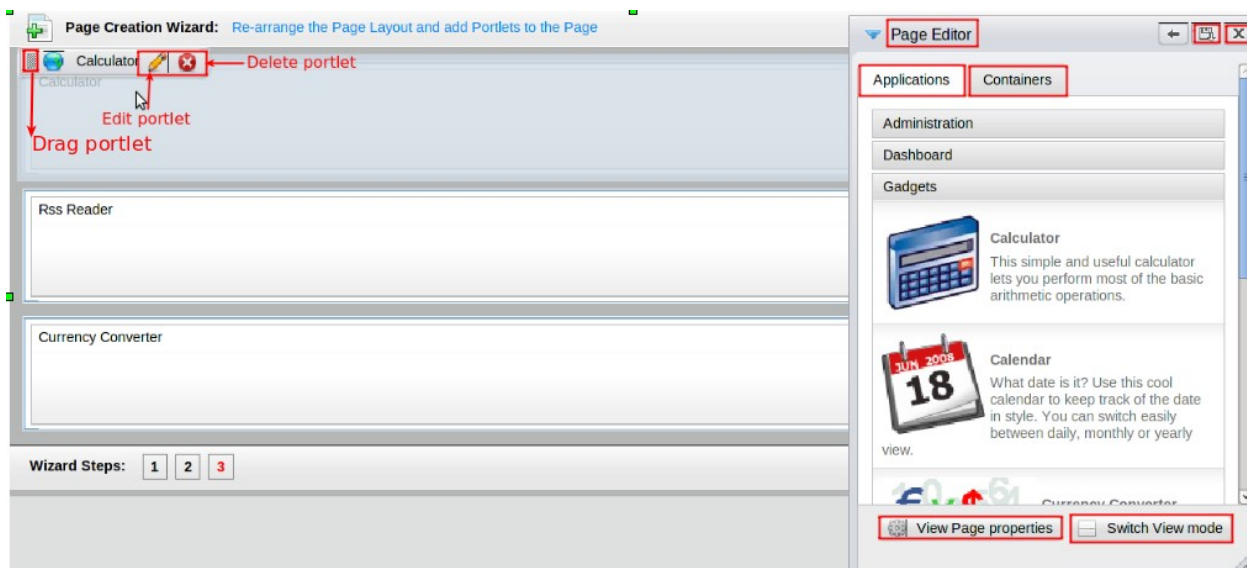 Page Creation Wizard: Re-arrange the Page Layout and add Portlets to the Page
Calculator
Delete portlet
Calculator
Edit portlet
Drag portlet
Rss Reader
Currency Converter
Wizard Steps: 1 2 3
Page Editor
Applications Containers
Administration
Dashboard
Gadgets
Calculator
This simple and useful calculator
lets you perform most of the basic
arithmetic operations.
JUN 2008
18
Calendar
What date is it? Use this cool
calendar to keep track of the date
in style. You can switch easily
between daily, monthly or yearly
view.
Currency Converter
View Page properties
Switch View mode